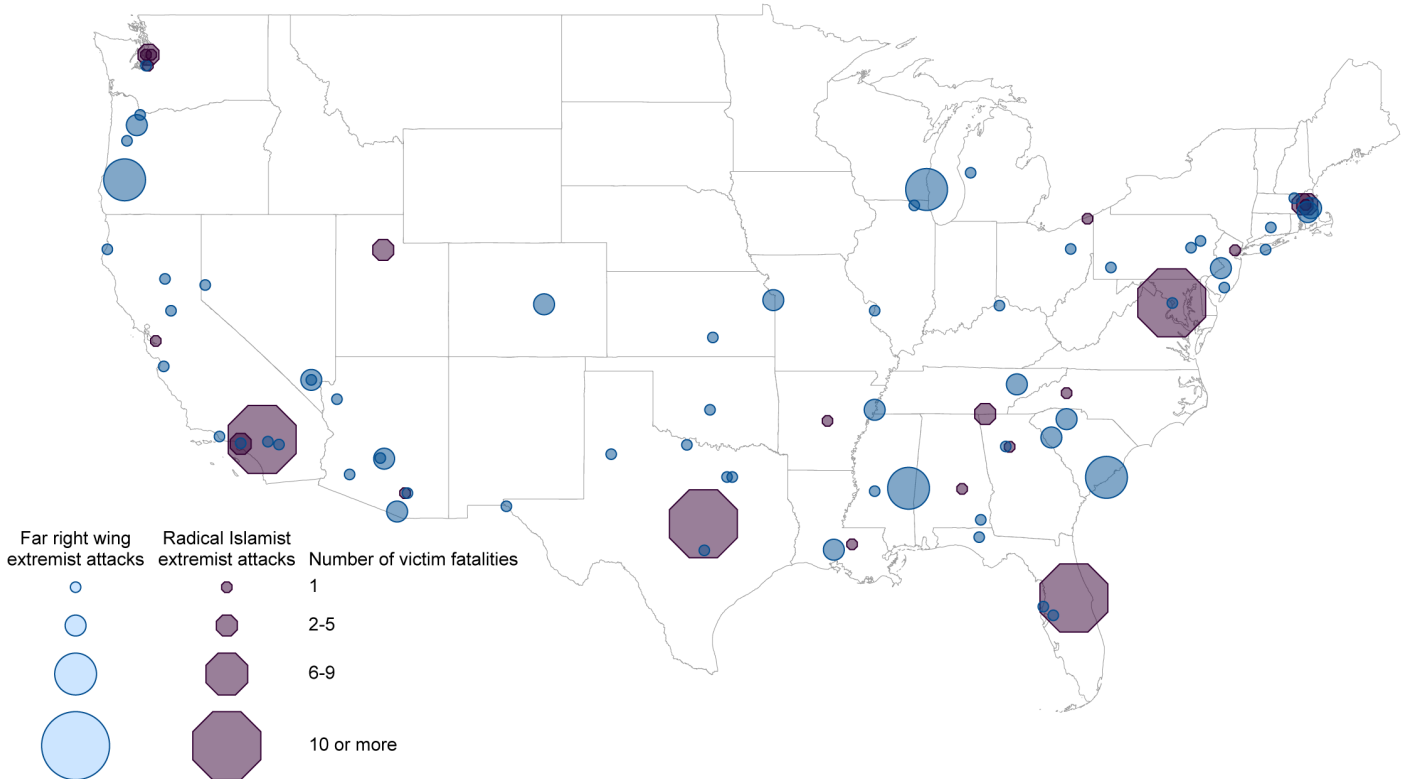 Far right wing
extremist attacks
Radical Islamist
extremist attacks
Number of victim fatalities
1
2-5
6-9
10 or more